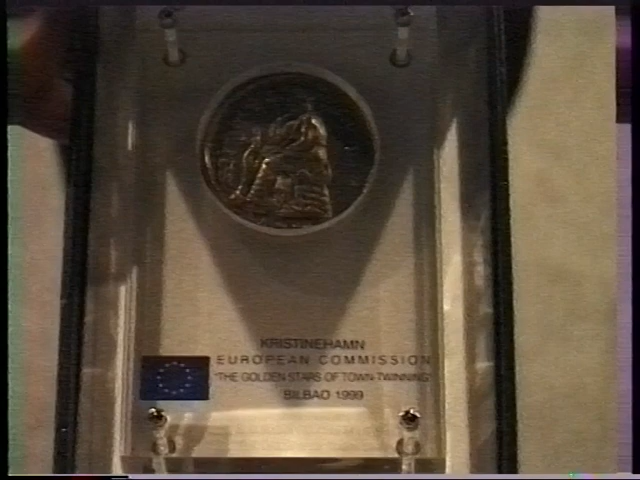 KRISTINEHAMN
EUROPEAN COMMISSION
"THE GOLDEN STARS OF TOWN-TWINNING"
BILBAO 1999